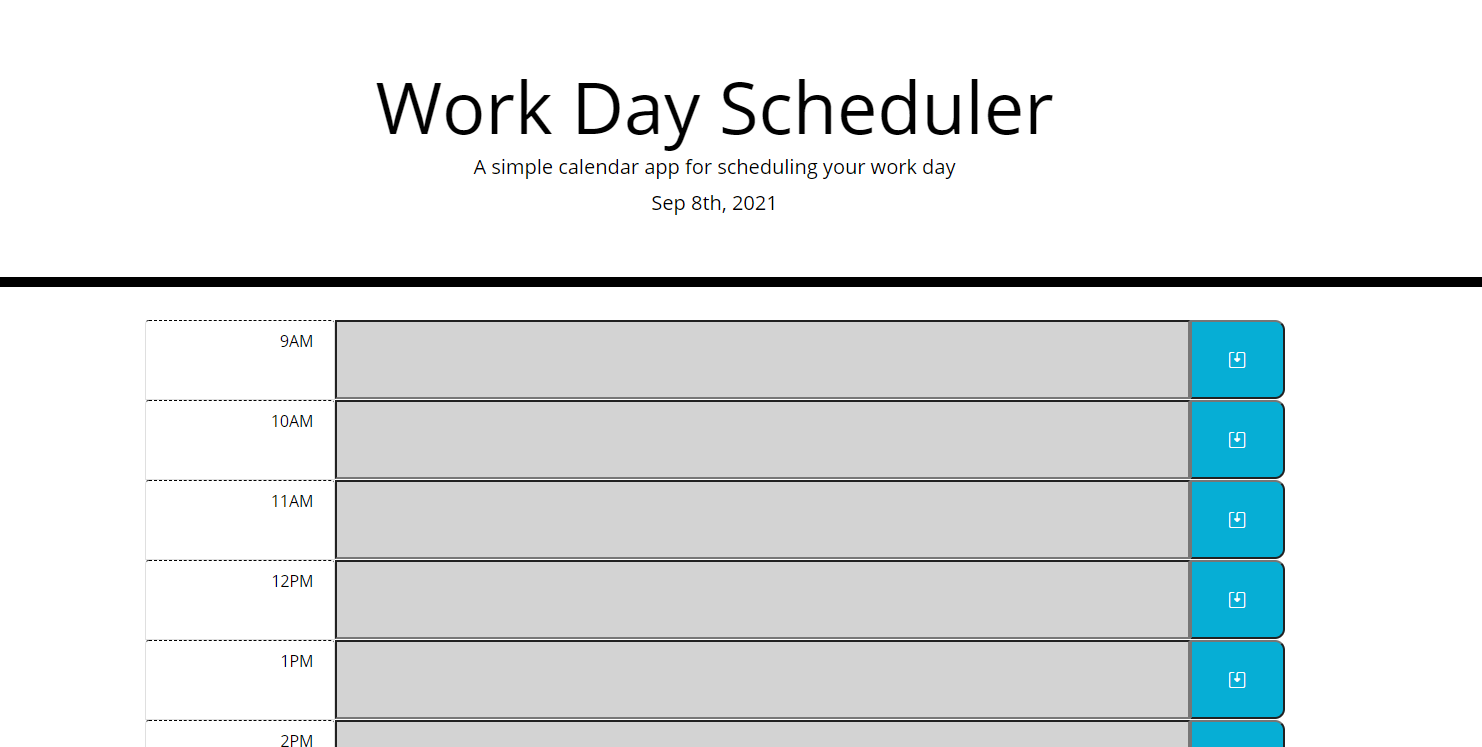 Work Day Scheduler
A simple calendar app for scheduling your work day
Sep 8th, 2021
9AM
10AM
11AM
12PM
1PM
2PM